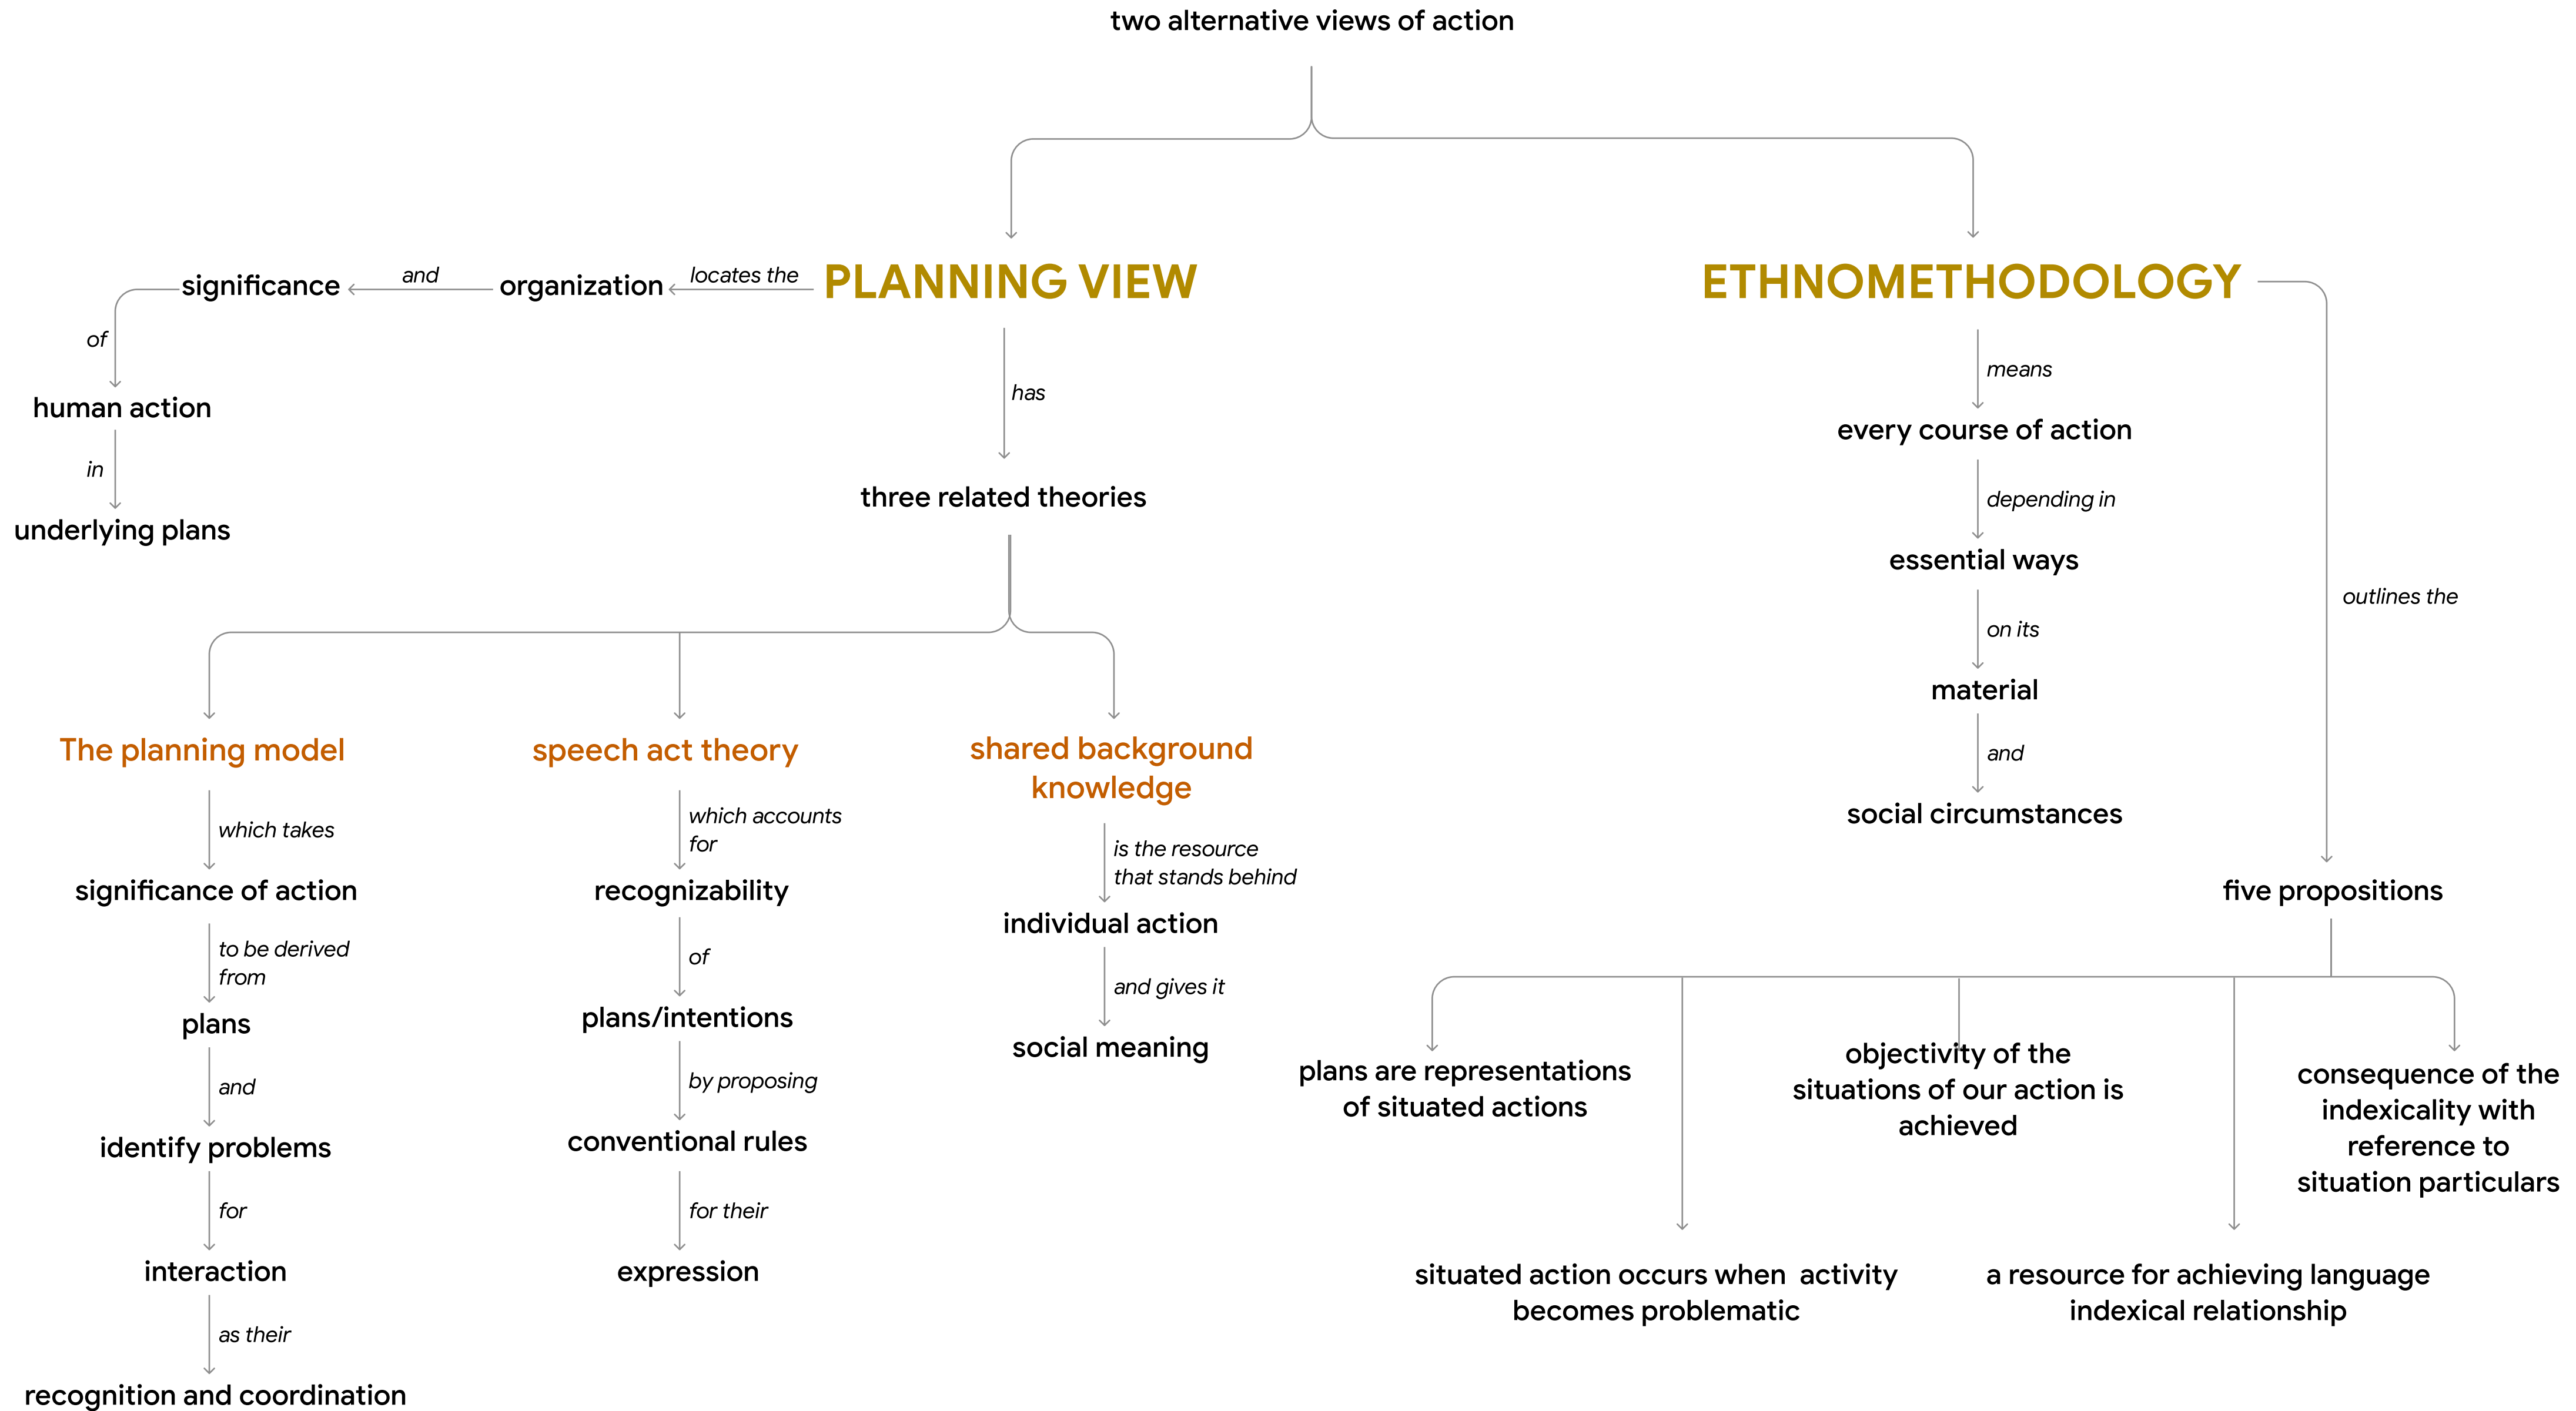 two alternative views of action
PLANNING VIEW
locates the
organization
and
significance
of
human action
in
underlying plans
has
three related theories
The planning model
which takes
significance of action
to be derived
from
plans
and
identify problems
for
interaction
as their
recognition and coordination
speech act theory
which accounts
for
recognizability
of
plans/intentions
by proposing
conventional rules
for their
expression
shared background
knowledge
is the resource
that stands behind
individual action
and gives it
social meaning
ETHNOMETHODOLOGY
means
every course of action
depending in
essential ways
on its
material
and
social circumstances
outlines the
five propositions
plans are representations
of situated actions
situated action occurs when  activity
becomes problematic
objectivity of the
situations of our action is
achieved
a resource for achieving language
indexical relationship
consequence of the
indexicality with
reference to
situation particulars